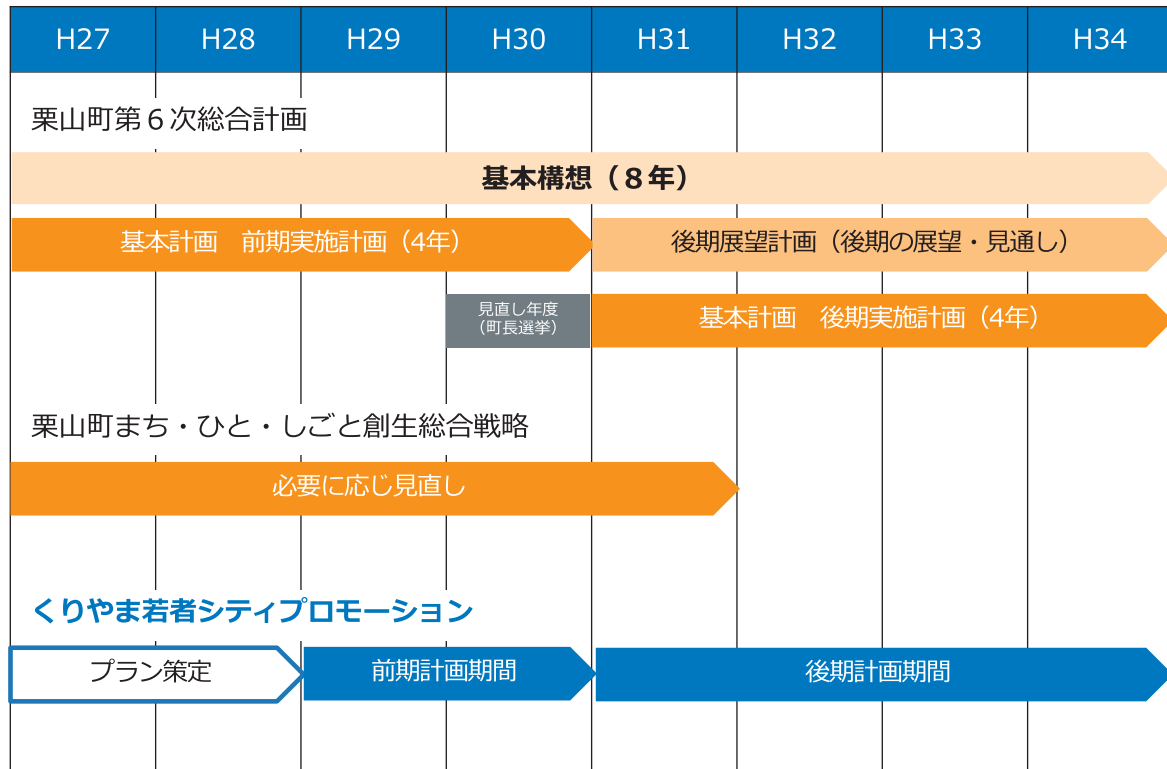 H27 H28 H29 H30 H31 H32 H33 H34
栗山町第６次総合計画
基本構想（８年）
基本計画　前期実施計画（4年）
後期展望計画（後期の展望・見通し）
見直し年度
（町長選挙）
基本計画　後期実施計画（4年）
栗山町まち・ひと・しごと創生総合戦略
必要に応じ見直し
くりやま若者シティプロモーション
プラン策定
前期計画期間
後期計画期間